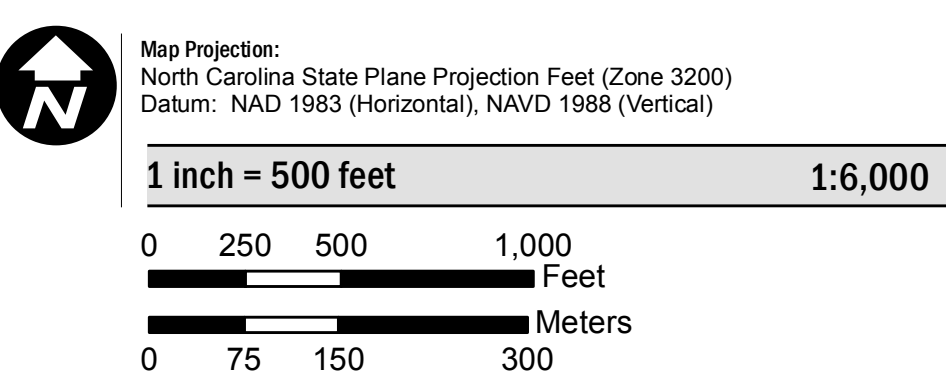 N
Map Projection:
North Carolina State Plane Projection Feet (Zone 3200)
Datum: NAD 1983 (Horizontal), NAVD 1988 (Vertical)
1 inch = 500 feet 1:6,000
0 250 500 1,000
Feet
Meters
0 75 150 300